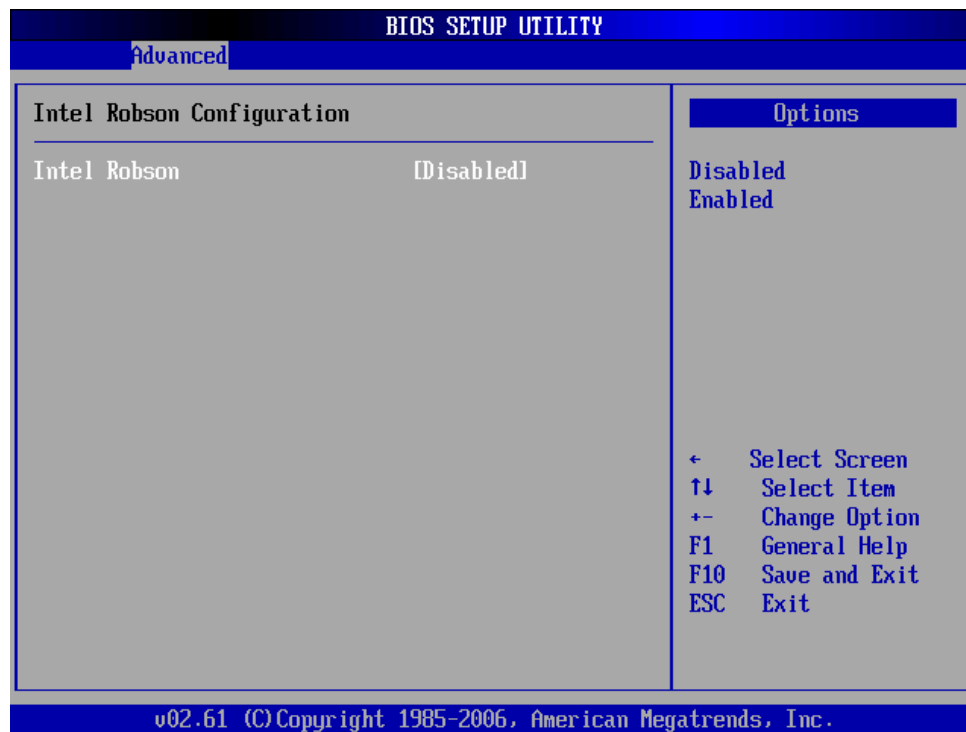 BIOS SETUP UTILITY
Advanced
Intel Robson Configuration
Intel Robson [Disabled]
Options
Disabled
Enabled
← Select Screen
↑↓ Select Item
+- Change Option
F1 General Help
F10 Save and Exit
ESC Exit
v02.61 (C)Copyright 1985-2006, American Megatrends, Inc.